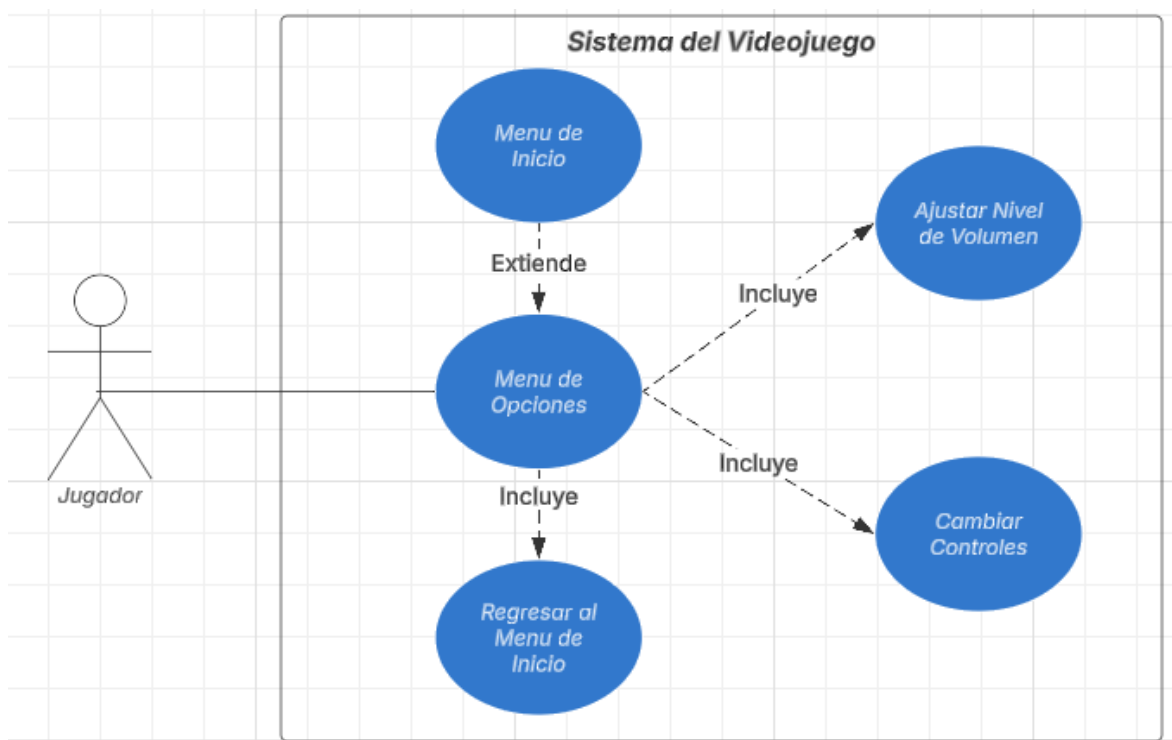 Sistema del Videojuego
Menu de
Inicio
Ajustar Nivel
de Volumen
Extiende
Incluye
Menu de
Opciones
Incluye
Incluye
Jugador
Cambiar
Controles
Regresar al
Menu de
Inicio